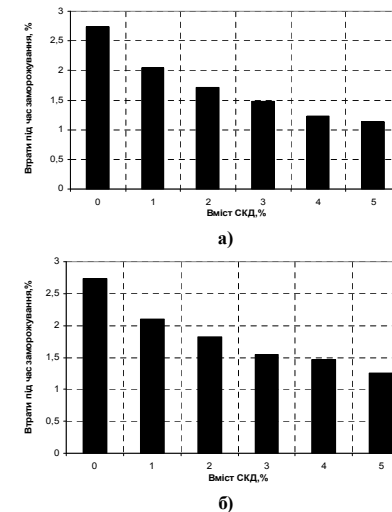 Втрати під час заморожування, %
3
2,5
2
1,5
1
0,5
0
0 1 2 3 4 5
Вміст СКД,%
а)
Втрати під час заморожування,%
3
2,5
2
1,5
1
0,5
0
0 1 2 3 4 5
Вміст СКД,%
б)